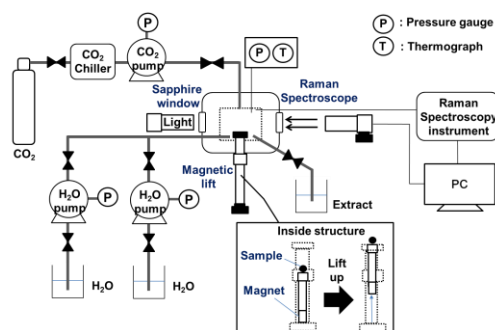 P : Pressure gauge
T : Thermograph
P
CO₂
Chiller
CO₂
pump
P T
Sapphire
window
Raman
Spectroscope
Light
Raman
Spectroscopy
instrument
CO₂
Magnetic
lift
PC
H₂O
pump
P
H₂O
pump
P
Extract
Inside structure
Sample
Lift
up
Magnet
H₂O
H₂O